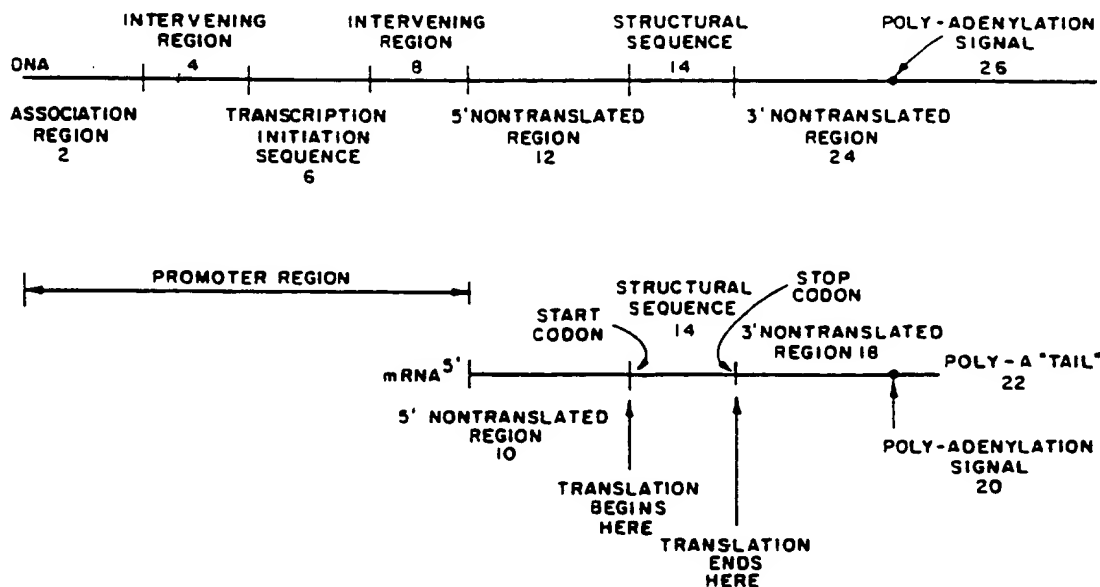 INTERVENING
REGION
4
INTERVENING
REGION
8
STRUCTURAL
SEQUENCE
14
POLY-ADENYLATION
SIGNAL
26
DNA
ASSOCIATION
REGION
2
TRANSCRIPTION
INITIATION
SEQUENCE
6
5' NONTRANSLATED
REGION
12
3' NONTRANSLATED
REGION
24
PROMOTER REGION
START
CODON
STRUCTURAL
SEQUENCE
14
STOP
CODON
3' NONTRANSLATED
REGION 18
mRNA 5'
POLY-A "TAIL"
22
5' NONTRANSLATED
REGION
10
TRANSLATION
BEGINS
HERE
TRANSLATION
ENDS
HERE
POLY-ADENYLATION
SIGNAL
20